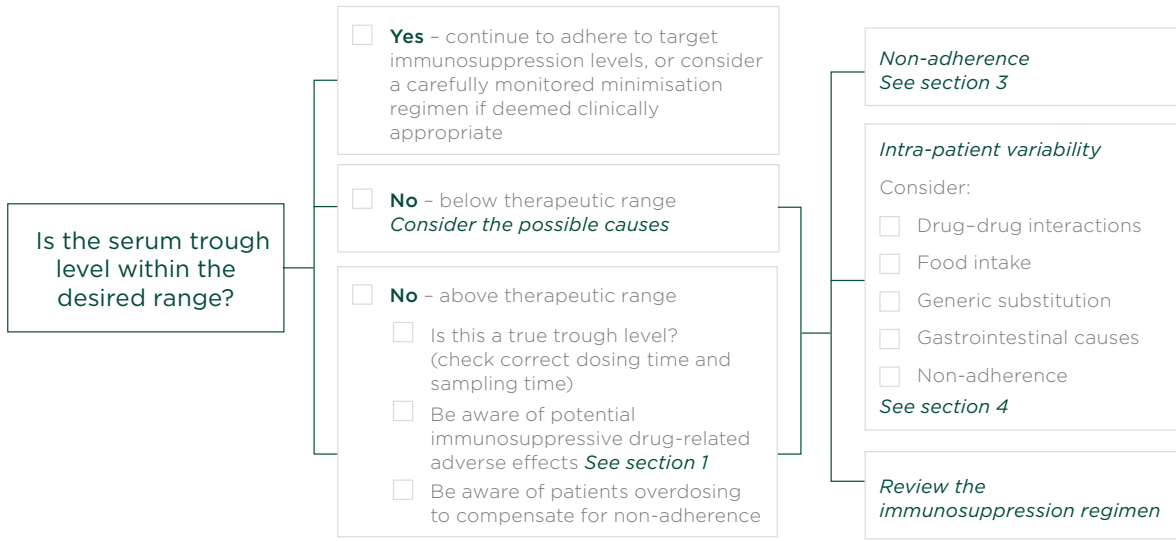 Is the serum trough
level within the
desired range?
Yes – continue to adhere to target
immunosuppression levels, or consider
a carefully monitored minimisation
regimen if deemed clinically
appropriate
No – below therapeutic range
Consider the possible causes
No – above therapeutic range
Is this a true trough level?
(check correct dosing time and
sampling time)
Be aware of potential
immunosuppressive drug-related
adverse effects See section 1
Be aware of patients overdosing
to compensate for non-adherence
Non-adherence
See section 3
Intra-patient variability
Consider:
Drug–drug interactions
Food intake
Generic substitution
Gastrointestinal causes
Non-adherence
See section 4
Review the
immunosuppression regimen